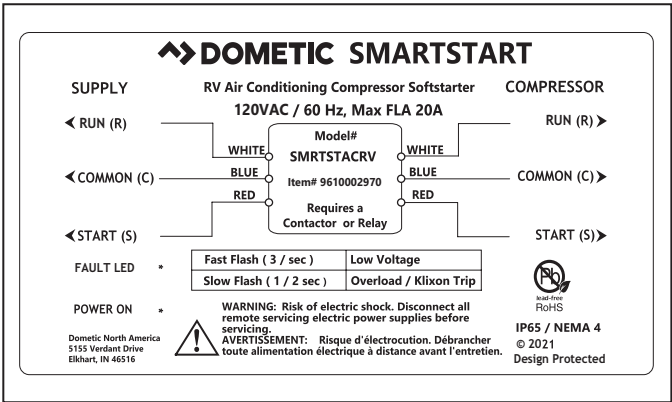 DOMETIC SMARTSTART
SUPPLY
RV Air Conditioning Compressor Softstarter
COMPRESSOR
120VAC / 60 Hz, Max FLA 20A
RUN (R)
RUN (R)
Model#
WHITE
SMRTSTACRV
WHITE
COMMON (C)
BLUE
Item# 9610002970
BLUE
COMMON (C)
RED
RED
Requires a
Contactor or Relay
START (S)
START (S)
FAULT LED *
Fast Flash ( 3 / sec ) Low Voltage
Slow Flash ( 1 / 2 sec ) Overload / Klixon Trip
Pb
lead-free
RoHS
POWER ON *
WARNING: Risk of electric shock. Disconnect all
remote servicing electric power supplies before
servicing.
AVERTISSEMENT: Risque d'électrocution. Débrancher
toute alimentation électrique à distance avant l'entretien.
Dometic North America
5155 Verdant Drive
Elkhart, IN 46516
IP65 / NEMA 4
© 2021
Design Protected